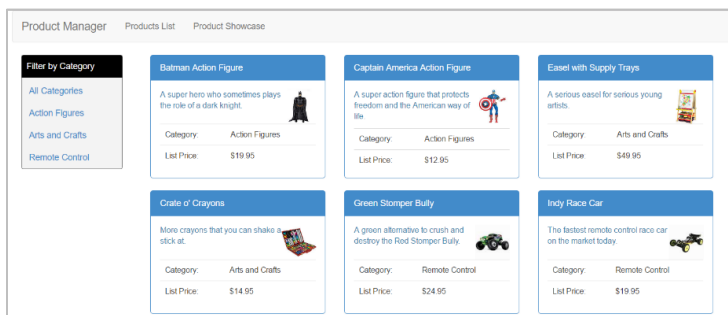 Product Manager Products List Product Showcase
Filter by Category
All Categories
Action Figures
Arts and Crafts
Remote Control
Batman Action Figure
A super hero who sometimes plays
the role of a dark knight.
Category: Action Figures
List Price: $19.95
Captain America Action Figure
A super action figure that protects
freedom and the American way of
life
Category: Action Figures
List Price: $12.95
Easel with Supply Trays
A serious easel for serious young
artists.
Category: Arts and Crafts
List Price: $49.95
Crate o' Crayons
More crayons that you can shake a
stick at.
Category: Arts and Crafts
List Price: $14.95
Green Stomper Bully
A green alternative to crush and
destroy the Red Stomper Bully.
Category: Remote Control
List Price: $24.95
Indy Race Car
The fastest remote control race car
on the market today.
Category: Remote Control
List Price: $19.95